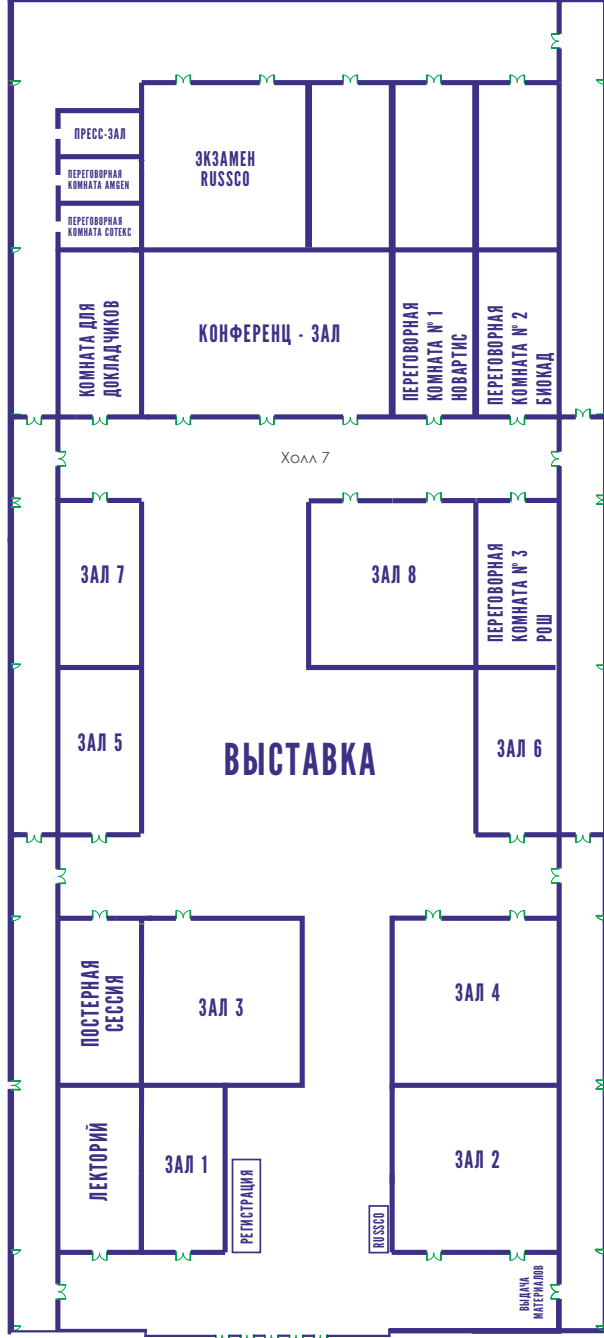 ПРЕСС-ЗАЛ
ПЕРЕГОВОРНАЯ
КОМНАТА AMGEN
ПЕРЕГОВОРНАЯ
КОМНАТА СОТЕКС
ЭКЗАМЕН
RUSSCO
КОМНАТА ДЛЯ
ДОКЛАДЧИКОВ
КОНФЕРЕНЦ - ЗАЛ
ПЕРЕГОВОРНАЯ
КОМНАТА № 1
НОВАРТИС
ПЕРЕГОВОРНАЯ
КОМНАТА № 2
БИОКАД
Холл 7
ЗАЛ 7
ЗАЛ 8
ПЕРЕГОВОРНАЯ
КОМНАТА № 3
РОШ
ЗАЛ 5
ВЫСТАВКА
ЗАЛ 6
ПОСТЕРНАЯ
СЕССИЯ
ЗАЛ 3
ЗАЛ 4
ЛЕКТОРИЙ
ЗАЛ 1
РЕГИСТРАЦИЯ
RUSSCO
ЗАЛ 2
ВЫДАЧА
МАТЕРИАЛОВ